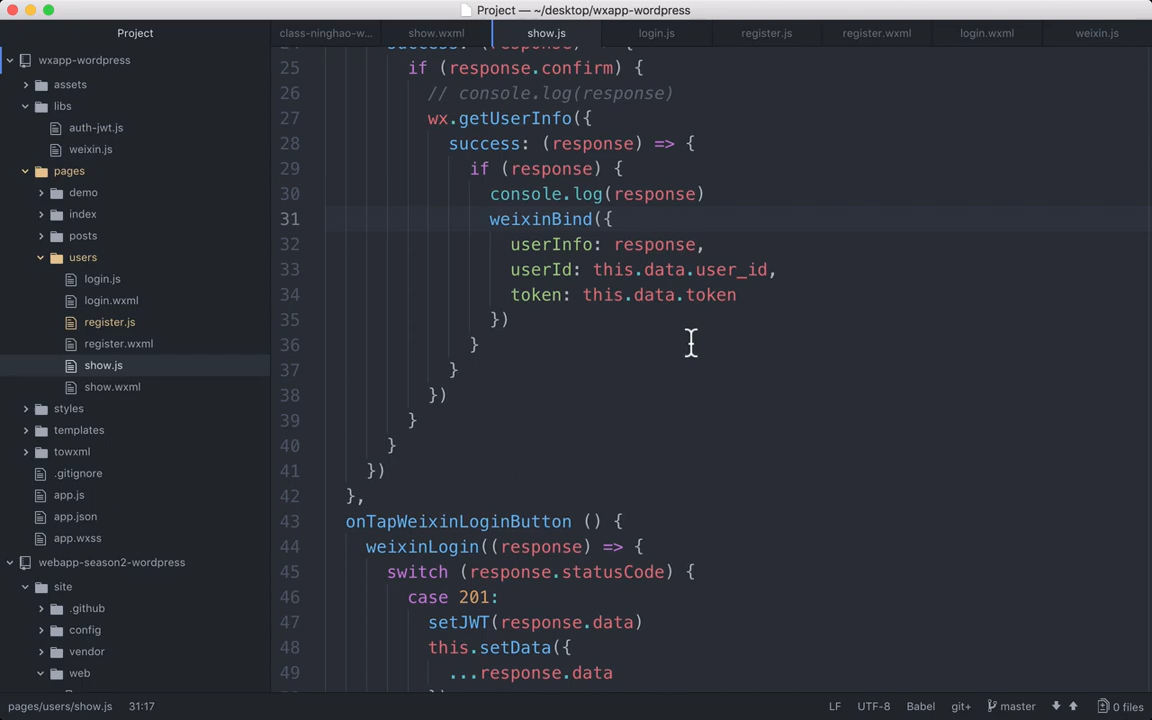 Project — ~/desktop/wxapp-wordpress
Project
class-ninghao-w...
show.wxml
show.js
login.js
register.js
register.wxml
login.wxml
weixin.js
wxapp-wordpress
assets
libs
auth-jwt.js
weixin.js
pages
demo
index
posts
users
login.js
login.wxml
register.js
register.wxml
show.js
show.wxml
styles
templates
towxml
.gitignore
app.js
app.json
app.wxss
webapp-season2-wordpress
site
.github
config
vendor
web
24 success: (response) => {
25 if (response.confirm) {
26 // console.log(response)
27 wx.getUserInfo({
28 success: (response) => {
29 if (response) {
30 console.log(response)
31 weixinBind({
32 userInfo: response,
33 userId: this.data.user_id,
34 token: this.data.token
35 })
36 }
37 }
38 })
39 }
40 }
41 })
42 },
43 onTapWeixinLoginButton () {
44 weixinLogin((response) => {
45 switch (response.statusCode) {
46 case 201:
47 setJWT(response.data)
48 this.setData({
49 ...response.data
pages/users/show.js 31:17
LF UTF-8 Babel git+ master 0 files